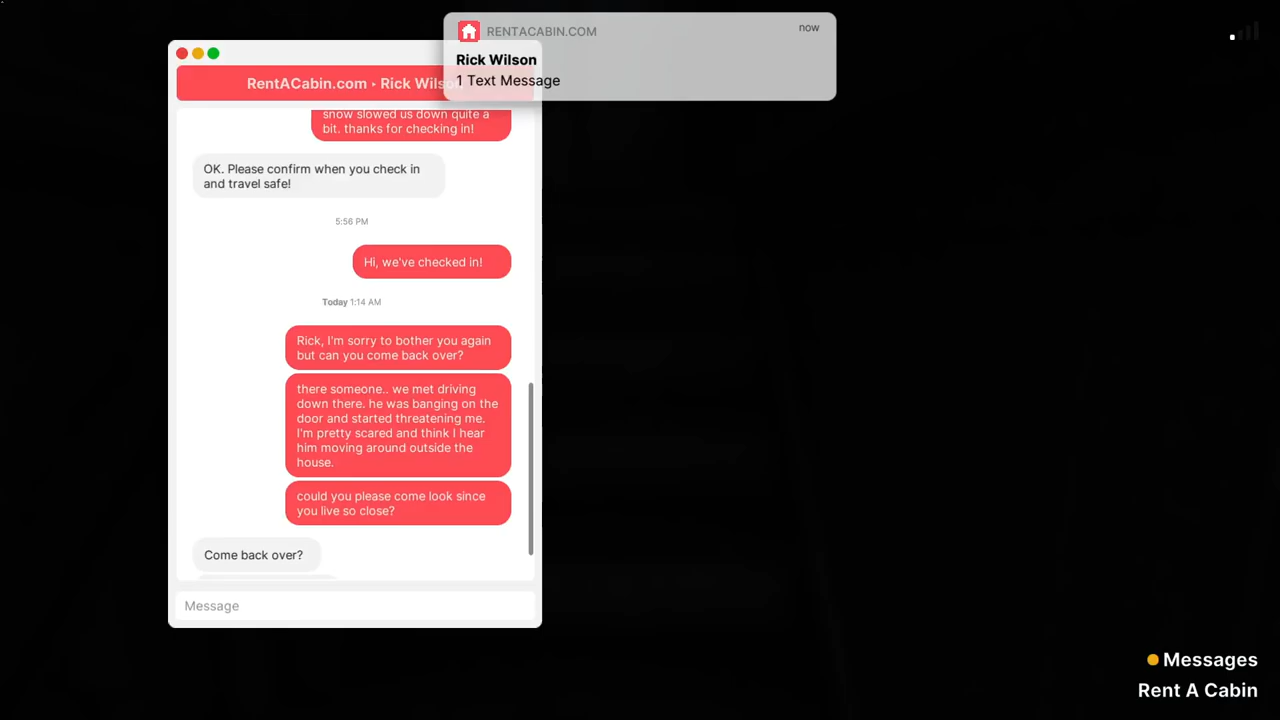 RENTACABIN.COM
now
Rick Wilson
1 Text Message
RentACabin.com ▸ Rick Wilson
snow slowed us down quite a
bit. thanks for checking in!
OK. Please confirm when you check in
and travel safe!
5:56 PM
Hi, we've checked in!
Today 1:14 AM
Rick, I'm sorry to bother you again
but can you come back over?
there someone.. we met driving
down there. he was banging on the
door and started threatening me.
I'm pretty scared and think I hear
him moving around outside the
house.
could you please come look since
you live so close?
Come back over?
Message
Messages
Rent A Cabin